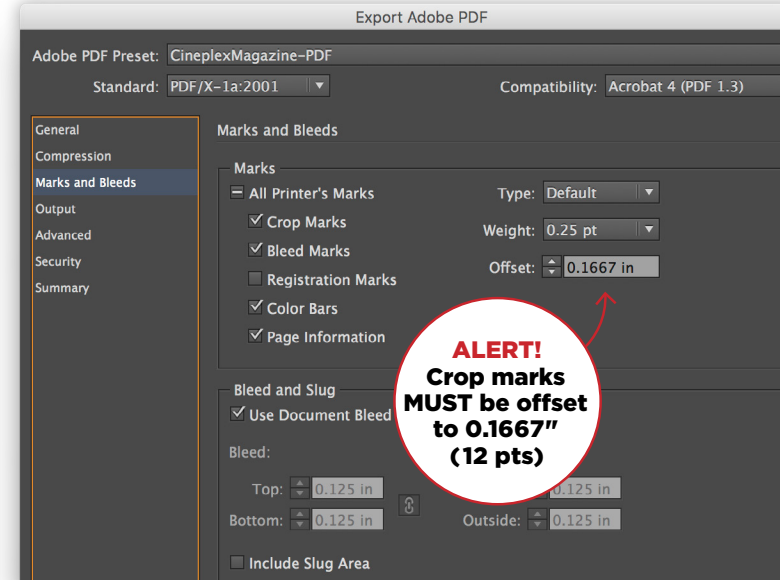 Export Adobe PDF
Adobe PDF Preset: CineplexMagazine-PDF
Standard: PDF/X-1a:2001 Compatibility: Acrobat 4 (PDF 1.3)
General
Compression
Marks and Bleeds
Output
Advanced
Security
Summary
Marks and Bleeds
Marks
All Printer's Marks
Crop Marks
Bleed Marks
Registration Marks
Color Bars
Page Information
Type: Default
Weight: 0.25 pt
Offset: 0.1667 in
ALERT!
Crop marks
MUST be offset
to 0.1667"
(12 pts)
Bleed and Slug
Use Document Bleed
Bleed:
Top: 0.125 in
Bottom: 0.125 in
0.125 in
Outside: 0.125 in
Include Slug Area